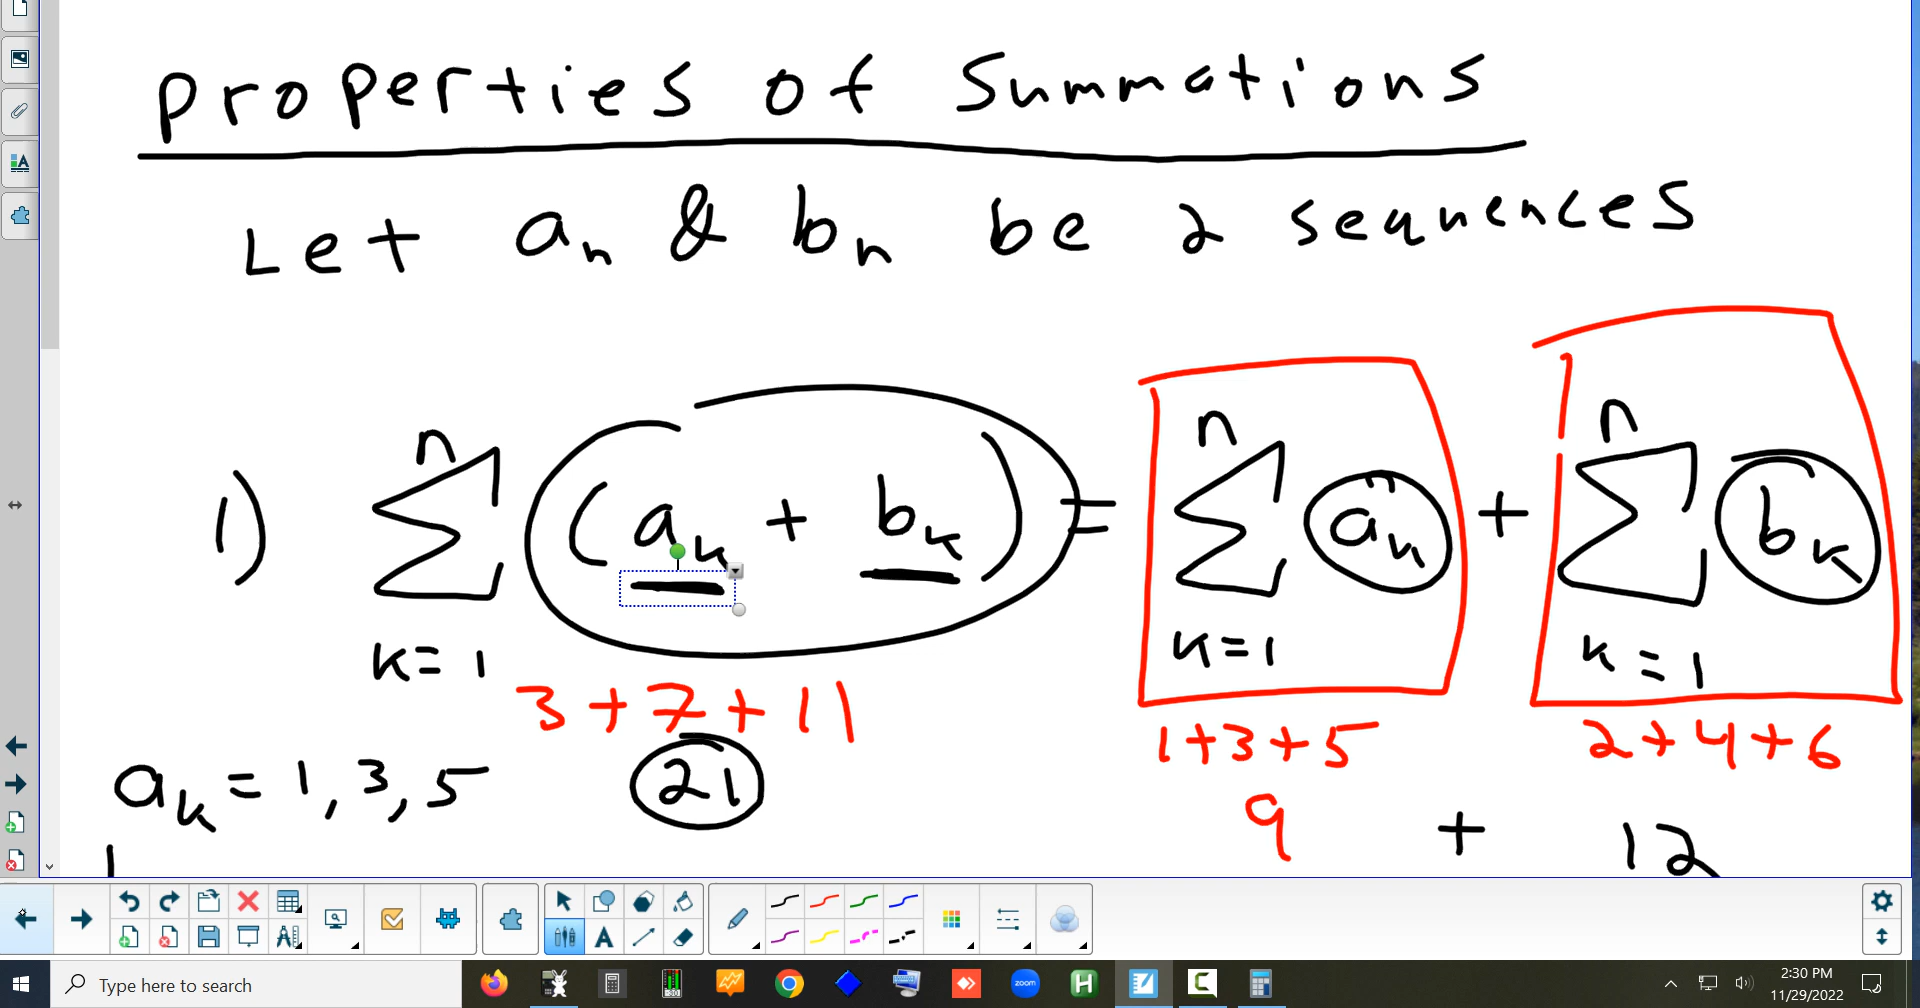 Properties of Summations
Let aₙ & bₙ be 2 sequences
1) n ∑ k=1 (aₖ + bₖ) = n ∑ k=1 aₖ + n ∑ k=1 bₖ
3+7+11
1+3+5
2+4+6
aₖ = 1, 3, 5
21
9 + 12
Type here to search
zoom
H
2:30 PM
11/29/2022